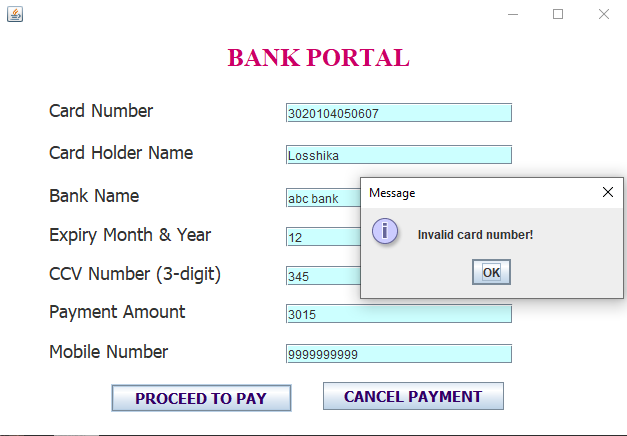 BANK PORTAL
Card Number 3020104050607
Card Holder Name Losshika
Bank Name abc bank
Message
Invalid card number!
OK
Expiry Month & Year 12
CCV Number (3-digit) 345
Payment Amount 3015
Mobile Number 9999999999
PROCEED TO PAY CANCEL PAYMENT